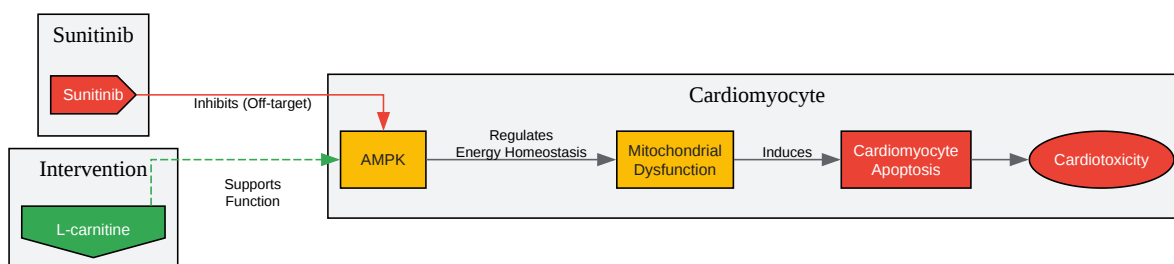 Sunitinib
Sunitinib
Inhibits (Off-target)
Intervention
L-carnitine
Supports
Function
Cardiomyocyte
AMPK
Regulates
Energy Homeostasis
Mitochondrial
Dysfunction
Induces
Cardiomyocyte
Apoptosis
Cardiotoxicity